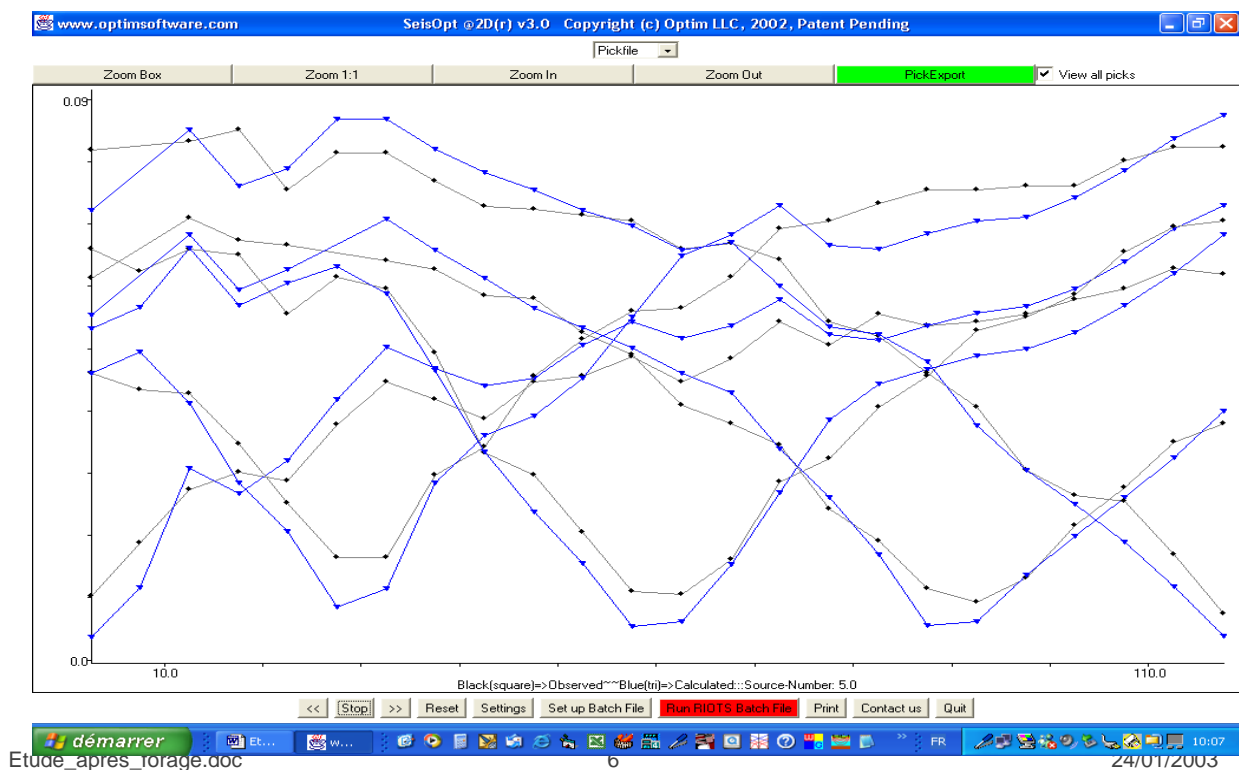 www.optimsoftware.com SeisOpt @2D(r) v3.0 Copyright (c) Optim LLC, 2002, Patent Pending
Pickfile
Zoom Box Zoom 1:1 Zoom In Zoom Out PickExport View all picks
0.09
0.0
10.0 110.0
Black(square)=>Observed~~Blue(tri)=>Calculated:::Source-Number: 5.0
<< Stop >> Reset Settings Set up Batch File Run RIOTS Batch File Print Contact us Quit
démarrer Et... w... FR 10:07
Etude_apres_forage.doc 6 24/01/2003